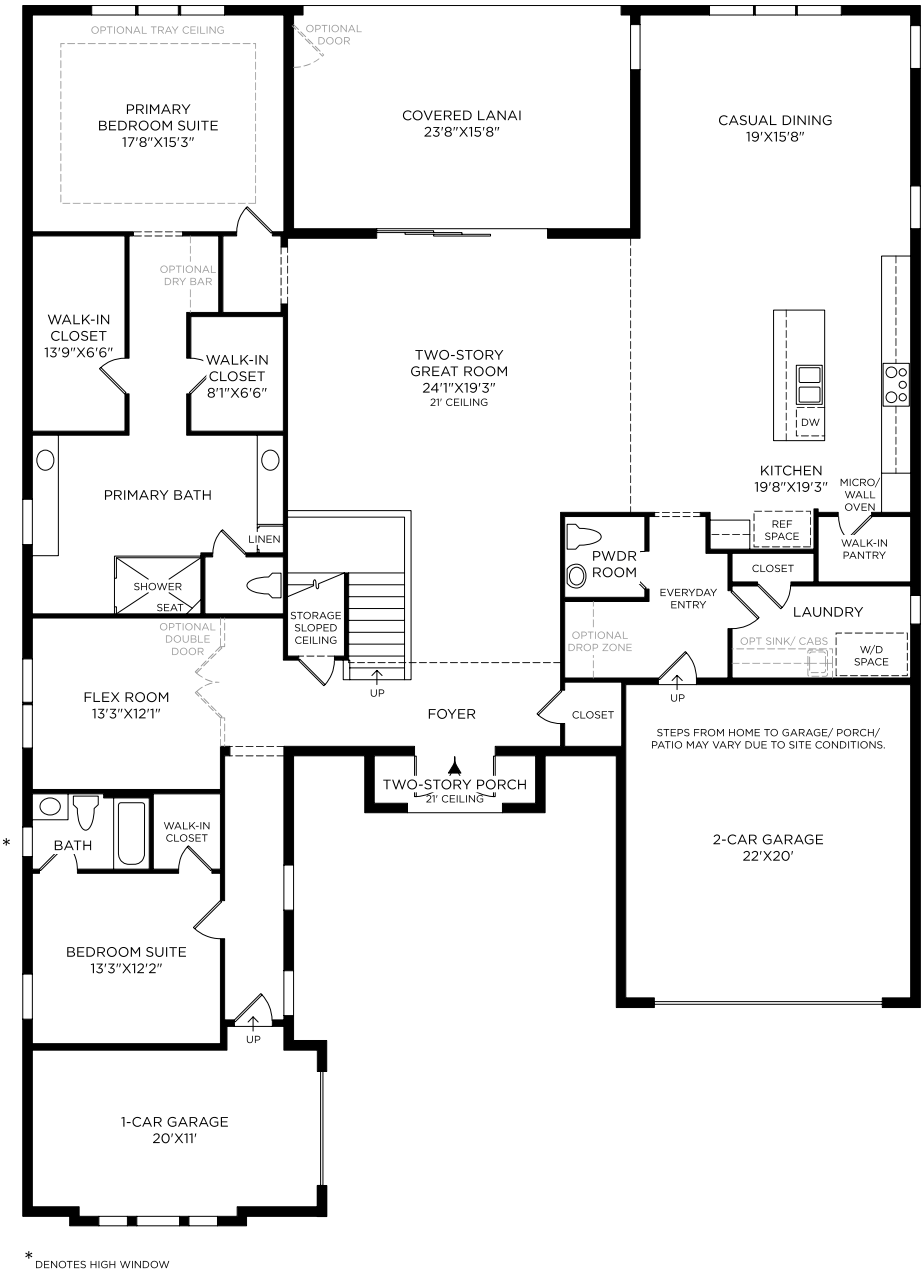 OPTIONAL TRAY CEILING
PRIMARY
BEDROOM SUITE
17'8"X15'3"
OPTIONAL
DOOR
COVERED LANAI
23'8"X15'8"
CASUAL DINING
19'X15'8"
OPTIONAL
DRY BAR
WALK-IN
CLOSET
13'9"X6'6"
WALK-IN
CLOSET
8'1"X6'6"
TWO-STORY
GREAT ROOM
24'1"X19'3"
21' CEILING
DW
KITCHEN
19'8"X19'3"
MICRO/
WALL
OVEN
PRIMARY BATH
LINEN
REF
SPACE
WALK-IN
PANTRY
PWDR
ROOM
CLOSET
SHOWER
SEAT
EVERYDAY
ENTRY
LAUNDRY
STORAGE
SLOPED
CEILING
OPTIONAL
DOUBLE
DOOR
OPTIONAL
DROP ZONE
OPT SINK/ CABS
W/D
SPACE
UP
UP
FLEX ROOM
13'3"X12'1"
FOYER
CLOSET
STEPS FROM HOME TO GARAGE/ PORCH/
PATIO MAY VARY DUE TO SITE CONDITIONS.
TWO-STORY PORCH
21' CEILING
*
BATH
WALK-IN
CLOSET
2-CAR GARAGE
22'X20'
BEDROOM SUITE
13'3"X12'2"
UP
1-CAR GARAGE
20'X11'
* DENOTES HIGH WINDOW